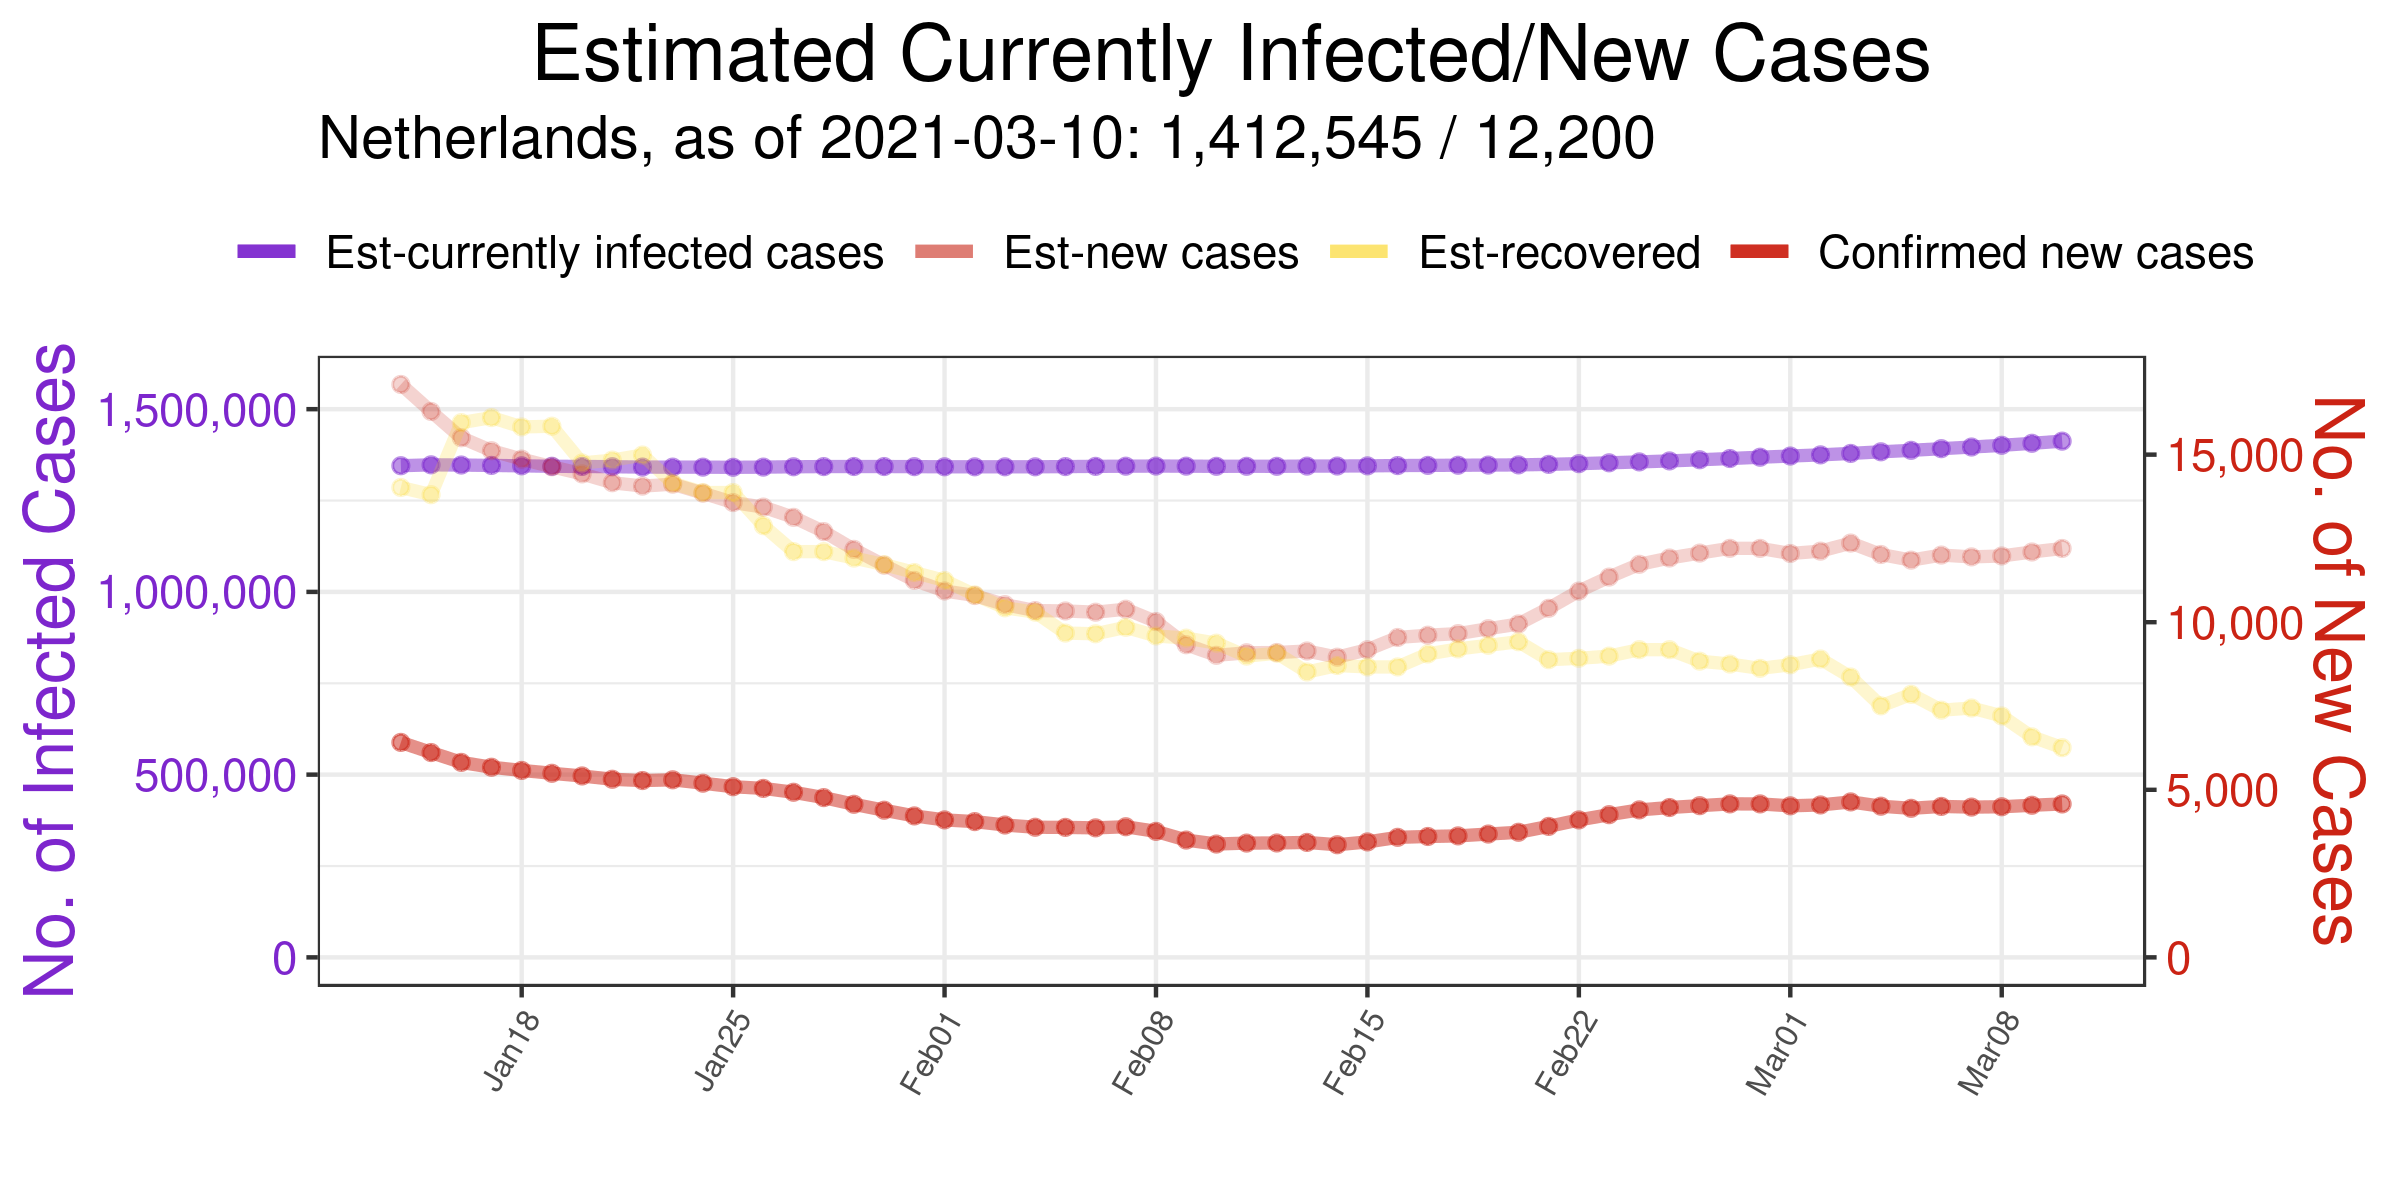 Estimated Currently Infected/New Cases
Netherlands, as of 2021-03-10: 1,412,545 / 12,200
Est-currently infected cases Est-new cases Est-recovered Confirmed new cases
No. of Infected Cases
1,500,000
1,000,000
500,000
0
15,000
10,000
5,000
0
No. of New Cases
Jan18 Jan25 Feb01 Feb08 Feb15 Feb22 Mar01 Mar08